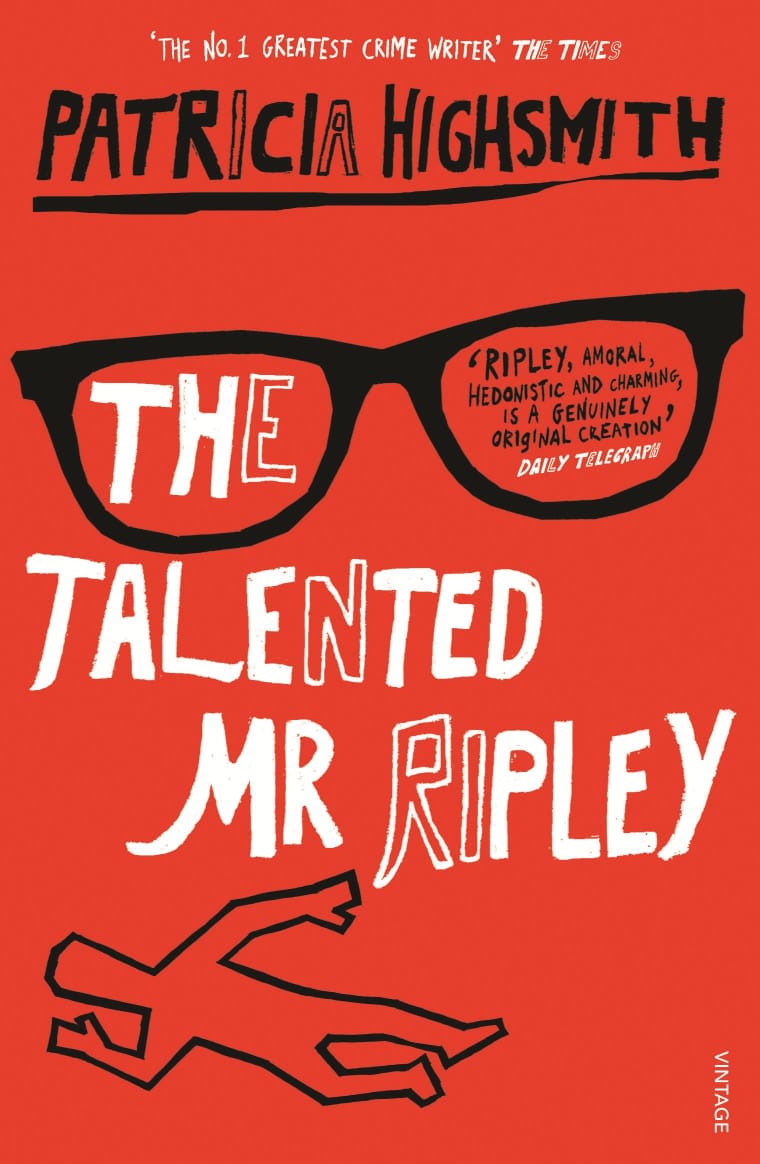 ‘THE NO.1 GREATEST CRIME WRITER’ THE TIMES
PATRICIA HIGHSMITH
THE
‘RIPLEY, AMORAL,
HEDONISTIC AND CHARMING,
IS A GENUINELY
ORIGINAL CREATION’
DAILY TELEGRAPH
TALENTED
MR RIPLEY
VINTAGE